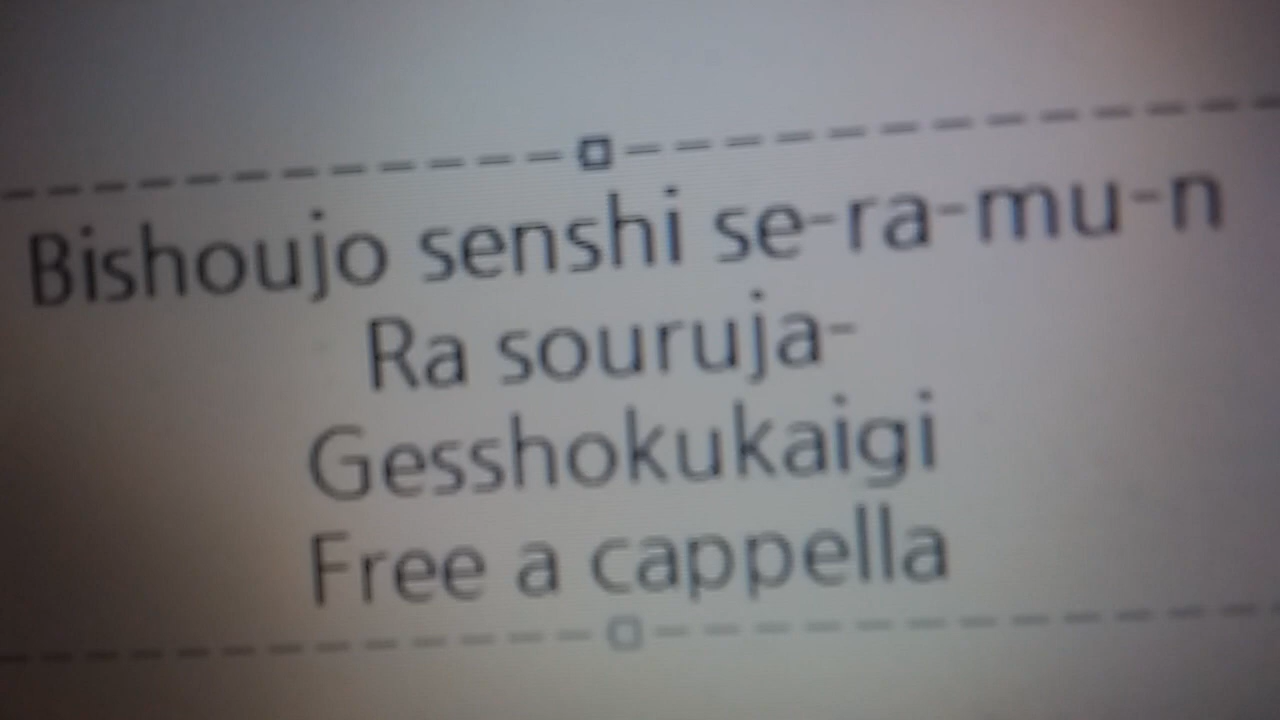 Bishoujo senshi se-ra-mu-n
Ra souruja-
Gesshokukaigi
Free a cappella